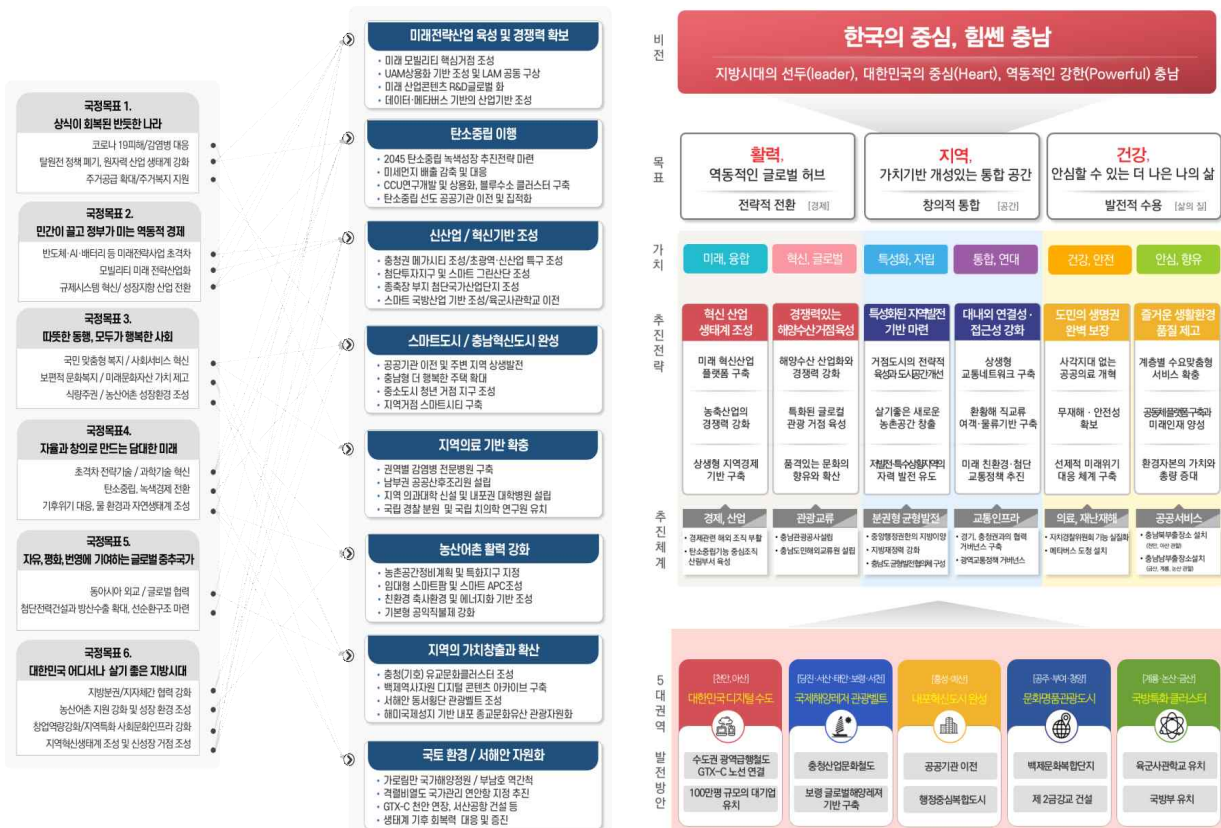 국정목표 1.
상식이 회복된 반듯한 나라
코로나 19피해/감염병 대응
탈원전 정책 폐기, 원자력 산업 생태계 강화
주거공급 확대/주거복지 지원
국정목표 2.
민간이 끌고 정부가 미는 역동적 경제
반도체·AI·배터리 등 미래전략사업 초격차
모빌리티 미래 전략산업화
규제시스템 혁신/ 성장지향 산업 전환
국정목표 3.
따뜻한 동행, 모두가 행복한 사회
국민 맞춤형 복지 / 사회서비스 혁신
보편적 문화복지 / 미래문화자산 가치 제고
식량주권 / 농산어촌 성장환경 조성
국정목표4.
자율과 창의로 만드는 담대한 미래
초격차 전략기술 / 과학기술 혁신
탄소중립, 녹색경제 전환
기후위기 대응, 물 환경과 자연생태계 조성
국정목표5.
자유, 평화, 번영에 기여하는 글로벌 중추국가
동아시아 외교 / 글로벌 협력
첨단전력건설과 방산수출 확대, 선순환구조 마련
국정목표 6.
대한민국 어디서나 살기 좋은 지방시대
지방분권/지자체간 협력 강화
농산어촌 지원 강화 및 성장 환경 조성
창업역량강화/지역특화 사회문화인프라 강화
지역혁신생태계 조성 및 신성장 거점 조성
미래전략산업 육성 및 경쟁력 확보
• 미래 모빌리티 핵심거점 조성
• UAM상용화 기반 조성 및 LAM 공동 구상
• 미래 산업콘텐츠 R&D글로벌 화
• 데이터·메타버스 기반의 산업기반 조성
탄소중립 이행
• 2045 탄소중립 녹색성장 추진전략 마련
• 미세먼지 배출 감축 및 대응
• CCU연구개발 및 상용화, 블루수소 클러스터 구축
• 탄소중립 선도 공공기관 이전 및 집적화
신산업 / 혁신기반 조성
• 충청권 메가시티 조성/초광역·신산업 특구 조성
• 첨단투자지구 및 스마트 그린산단 조성
• 종축장 부지 첨단국가산업단지 조성
• 스마트 국방산업 기반 조성/육군사관학교 이전
스마트도시 / 충남혁신도시 완성
• 공공기관 이전 및 주변 지역 상생발전
• 충남형 더 행복한 주택 확대
• 중소도시 청년 거점 지구 조성
• 지역거점 스마트시티 구축
지역의료 기반 확충
• 권역별 감염병 전문병원 구축
• 남부권 공공산후조리원 설립
• 지역 의과대학 신설 및 내포권 대학병원 설립
• 국립 경찰 분원 및 국립 치의학 연구원 유치
농산어촌 활력 강화
• 농촌공간정비계획 및 특화지구 지정
• 임대형 스마트팜 및 스마트 APC조성
• 친환경 축사환경 및 에너지화 기반 조성
• 기본형 공익직불제 강화
지역의 가치창출과 확산
• 충청(기호) 유교문화클러스터 조성
• 백제역사자원 디지털 콘텐츠 아카이브 구축
• 서해안 동서횡단 관광벨트 조성
• 해미국제성지 기반 내포 종교문화유산 관광자원화
국토 환경 / 서해안 자원화
• 가로림만 국가해양정원 / 부남호 역간척
• 격렬비열도 국가관리 연안항 지정 추진
• GTX-C 천안 연장, 서산공항 건설 등
• 생태계 기후 회복력 대응 및 증진
비전
한국의 중심, 힘쎈 충남
지방시대의 선두(leader), 대한민국의 중심(Heart), 역동적인 강한(Powerful) 충남
목표
활력,
역동적인 글로벌 허브
전략적 전환 [경제]
지역,
가치기반 개성있는 통합 공간
창의적 통합 [공간]
건강,
안심할 수 있는 더 나은 나의 삶
발전적 수용 [삶의 질]
가치
미래, 융합
혁신, 글로벌
특성화, 자립
통합, 연대
건강, 안전
안심, 향유
추진전략
혁신 산업
생태계 조성
미래 혁신산업
플랫폼 구축
농축산업의
경쟁력 강화
상생형 지역경제
기반 구축
경쟁력있는
해양수산거점육성
해양수산 산업화와
경쟁력 강화
특화된 글로컬
관광 거점 육성
품격있는 문화의
향유와 확산
특성화된 지역발전
기반 마련
거점도시의 전략적
육성과 도시공간개선
살기좋은 새로운
농촌공간 창출
저발전·특수상황지역의
자력 발전 유도
대내외 연결성·
접근성 강화
상생형
교통네트워크 구축
환황해 직교류
여객·물류기반 구축
미래 친환경·첨단
교통정책 추진
도민의 생명권
완벽 보장
사각지대 없는
공공의료 개혁
무재해 · 안전성
확보
선제적 미래위기
대응 체계 구축
즐거운 생활환경
품질 제고
계층별 수요맞춤형
서비스 확충
공동체플랫폼구축과
미래인재 양성
환경자본의 가치와
총량 증대
추진체계
경제, 산업
• 경제관련 해외 조직 부활
• 탄소중립기능 중심조직
산림부서 육성
관광교류
• 충남관광공사설립
• 충남도민해외교류원 설립
분권형 균형발전
• 중앙행정권한의 지방이양
• 지방재정력 강화
• 충남도 균형발전협의체 구성
교통인프라
• 경기, 충청권과의 협력
거버넌스 구축
• 광역교통정책 거버넌스
의료, 재난재해
• 자치경찰위원회 기능 실질화
• 메타버스 도청 설치
공공서비스
• 충남북부출장소 설치
(천안, 아산 관할)
• 충남남부출장소설치
(금산, 계룡, 논산 관할)
5대권역 발전방안
[천안, 아산]
대한민국 디지털 수도
수도권 광역급행철도
GTX-C 노선 연결
100만평 규모의 대기업
유치
[당진·서산·태안·보령·서천]
국제해양레저 관광벨트
충청산업문화철도
보령 글로벌해양레져
기반 구축
[홍성·예산]
내포혁신도시 완성
공공기관 이전
행정중심복합도시
[공주·부여·청양]
문화명품관광도시
백제문화복합단지
제 2금강교 건설
[계룡·논산·금산]
국방특화 클러스터
육군사관학교 유치
국방부 유치